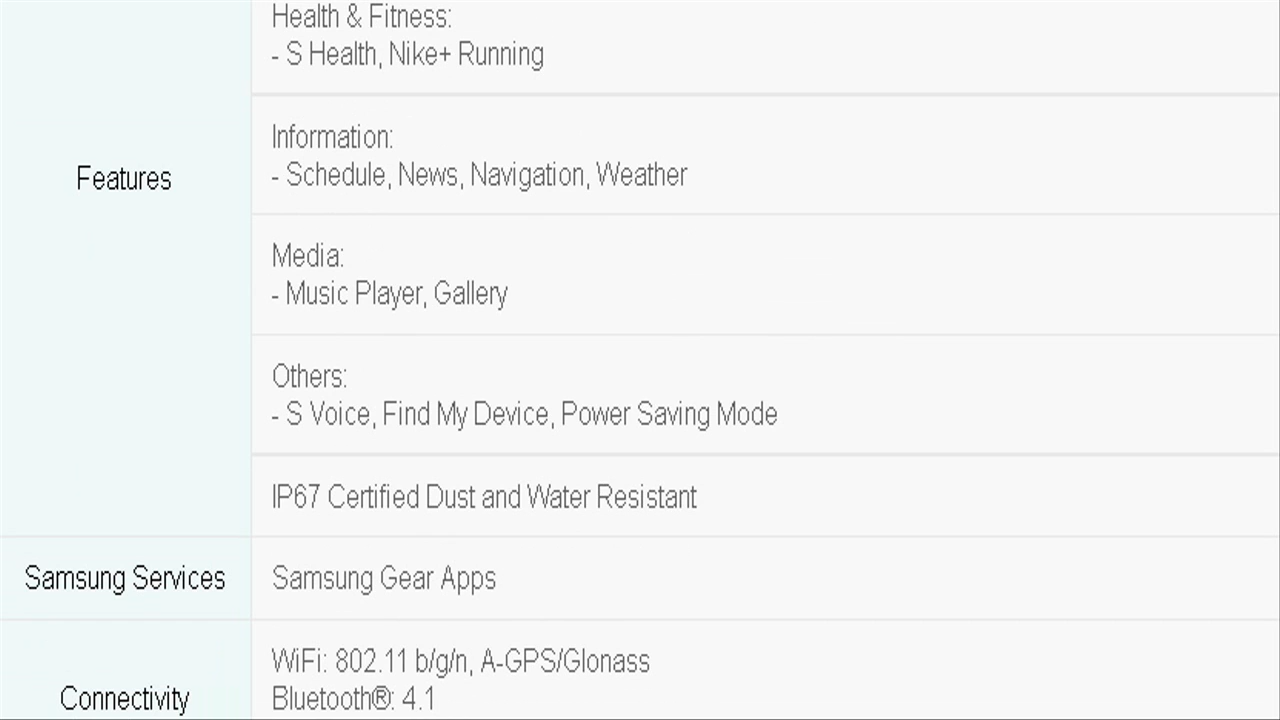 Health & Fitness:
- S Health, Nike+ Running
Features
Information:
- Schedule, News, Navigation, Weather
Media:
- Music Player, Gallery
Others:
- S Voice, Find My Device, Power Saving Mode
IP67 Certified Dust and Water Resistant
Samsung Services
Samsung Gear Apps
Connectivity
WiFi: 802.11 b/g/n, A-GPS/Glonass
Bluetooth®: 4.1